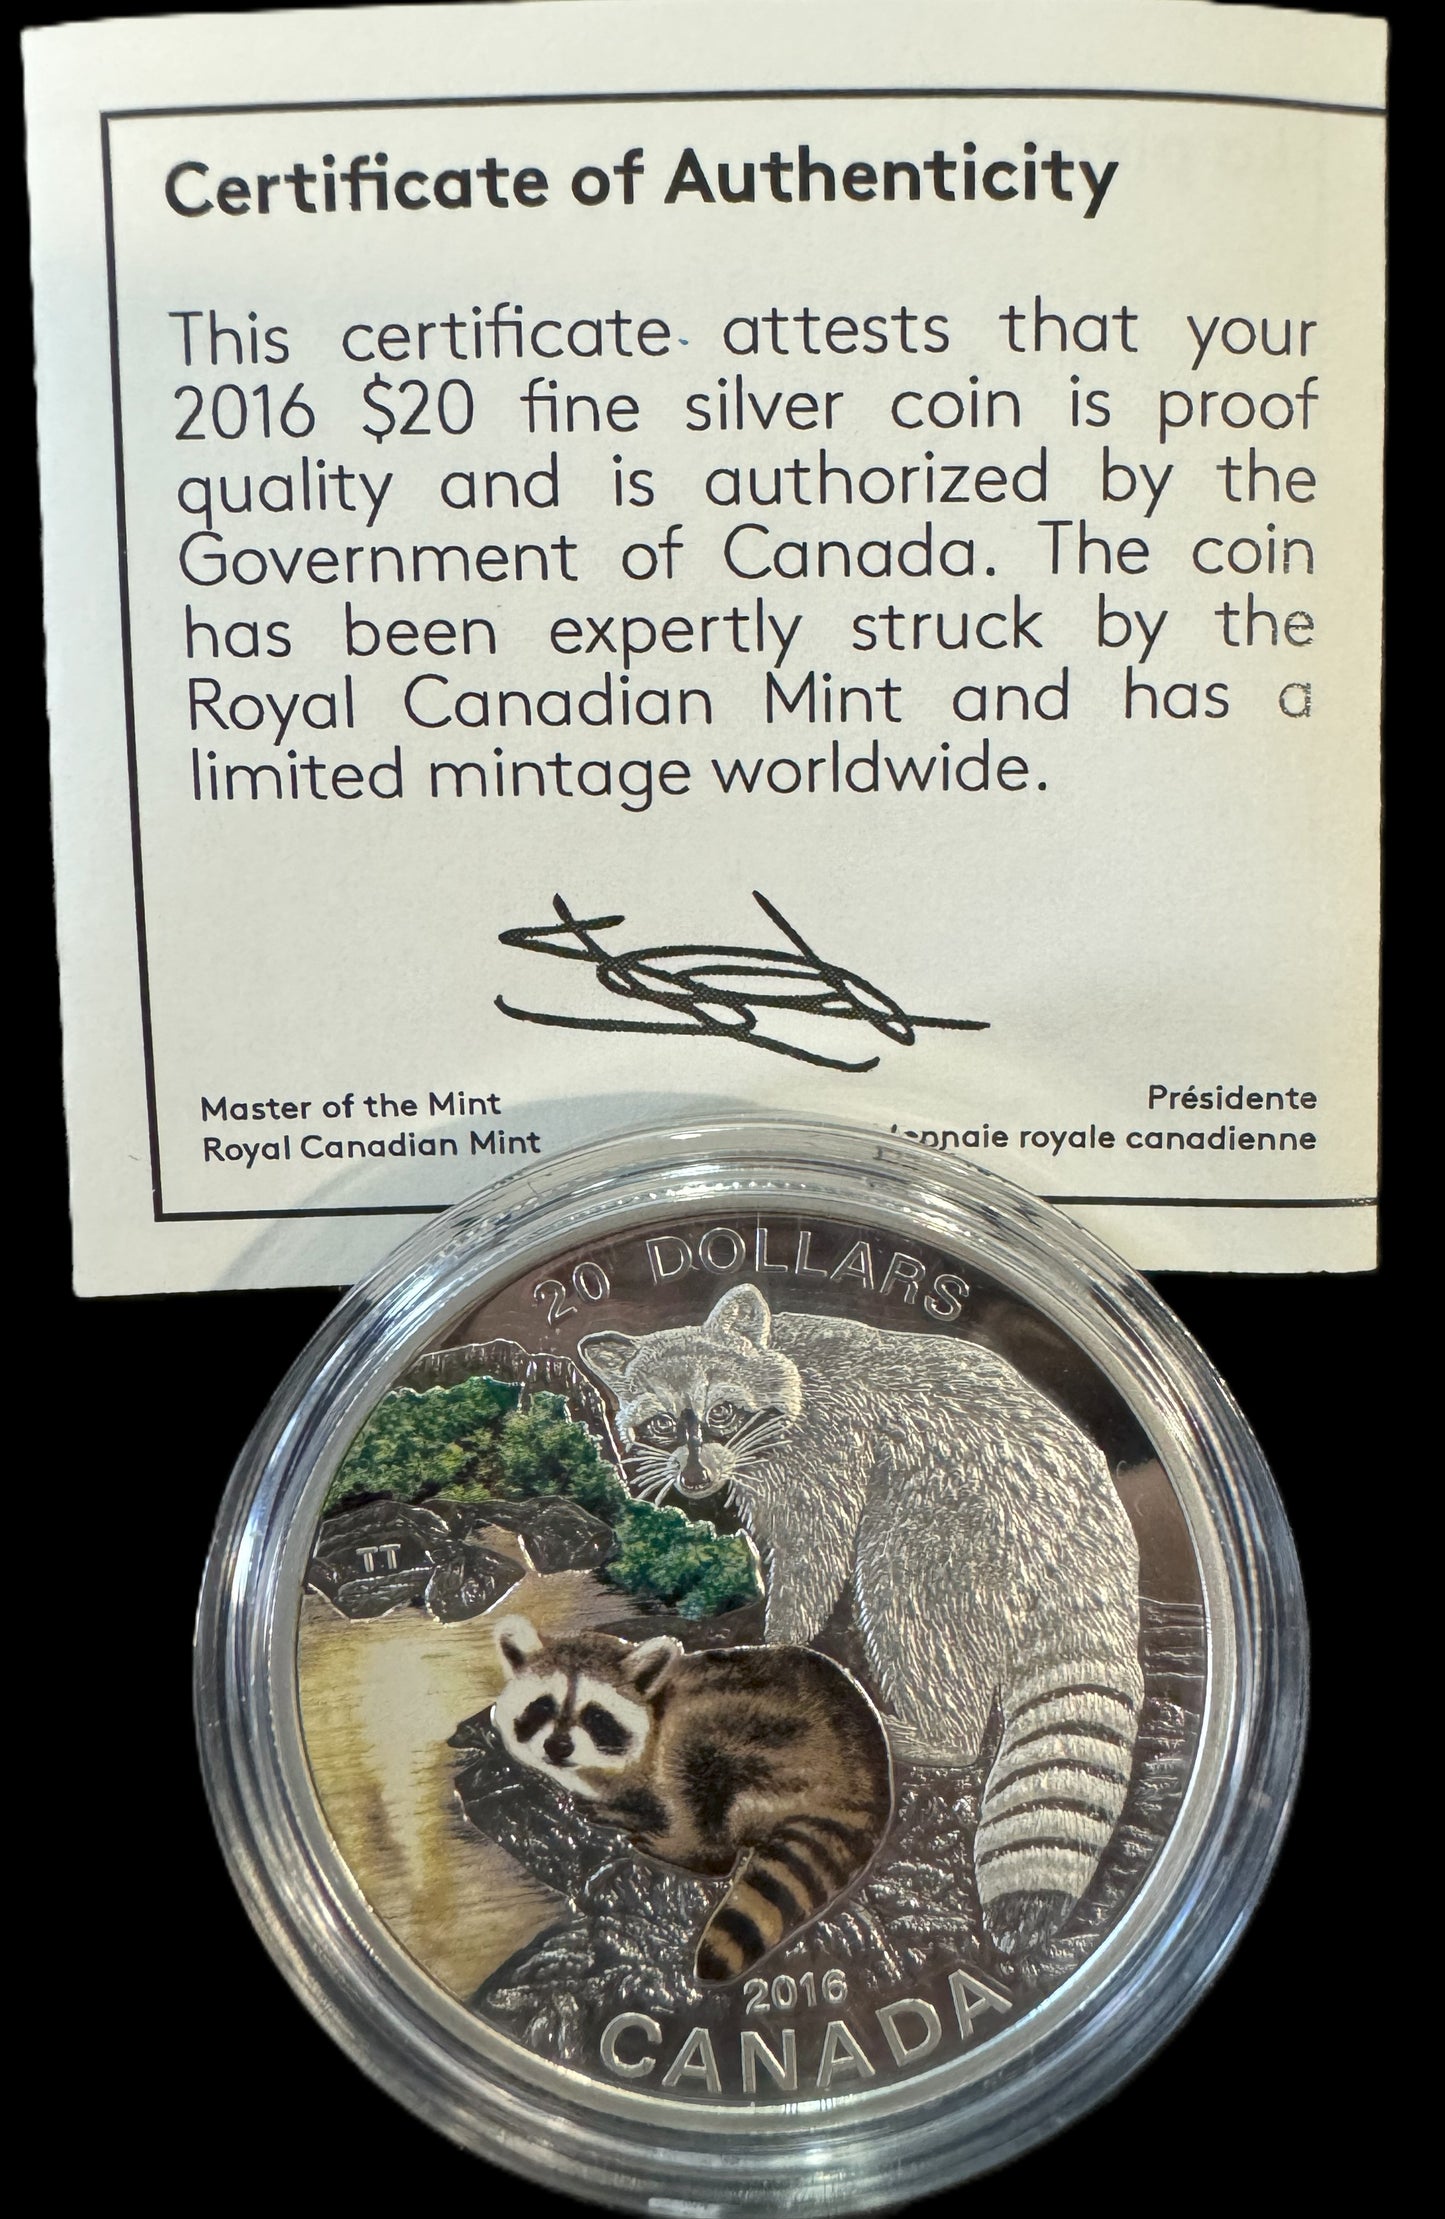 Certificate of Authenticity
This certificate attests that your
2016 $20 fine silver coin is proof
quality and is authorized by the
Government of Canada. The coin
has been expertly struck by the
Royal Canadian Mint and has a
limited mintage worldwide.
Master of the Mint
Royal Canadian Mint
Présidente
royale canadienne
20 DOLLARS
TT
2016
CANADA